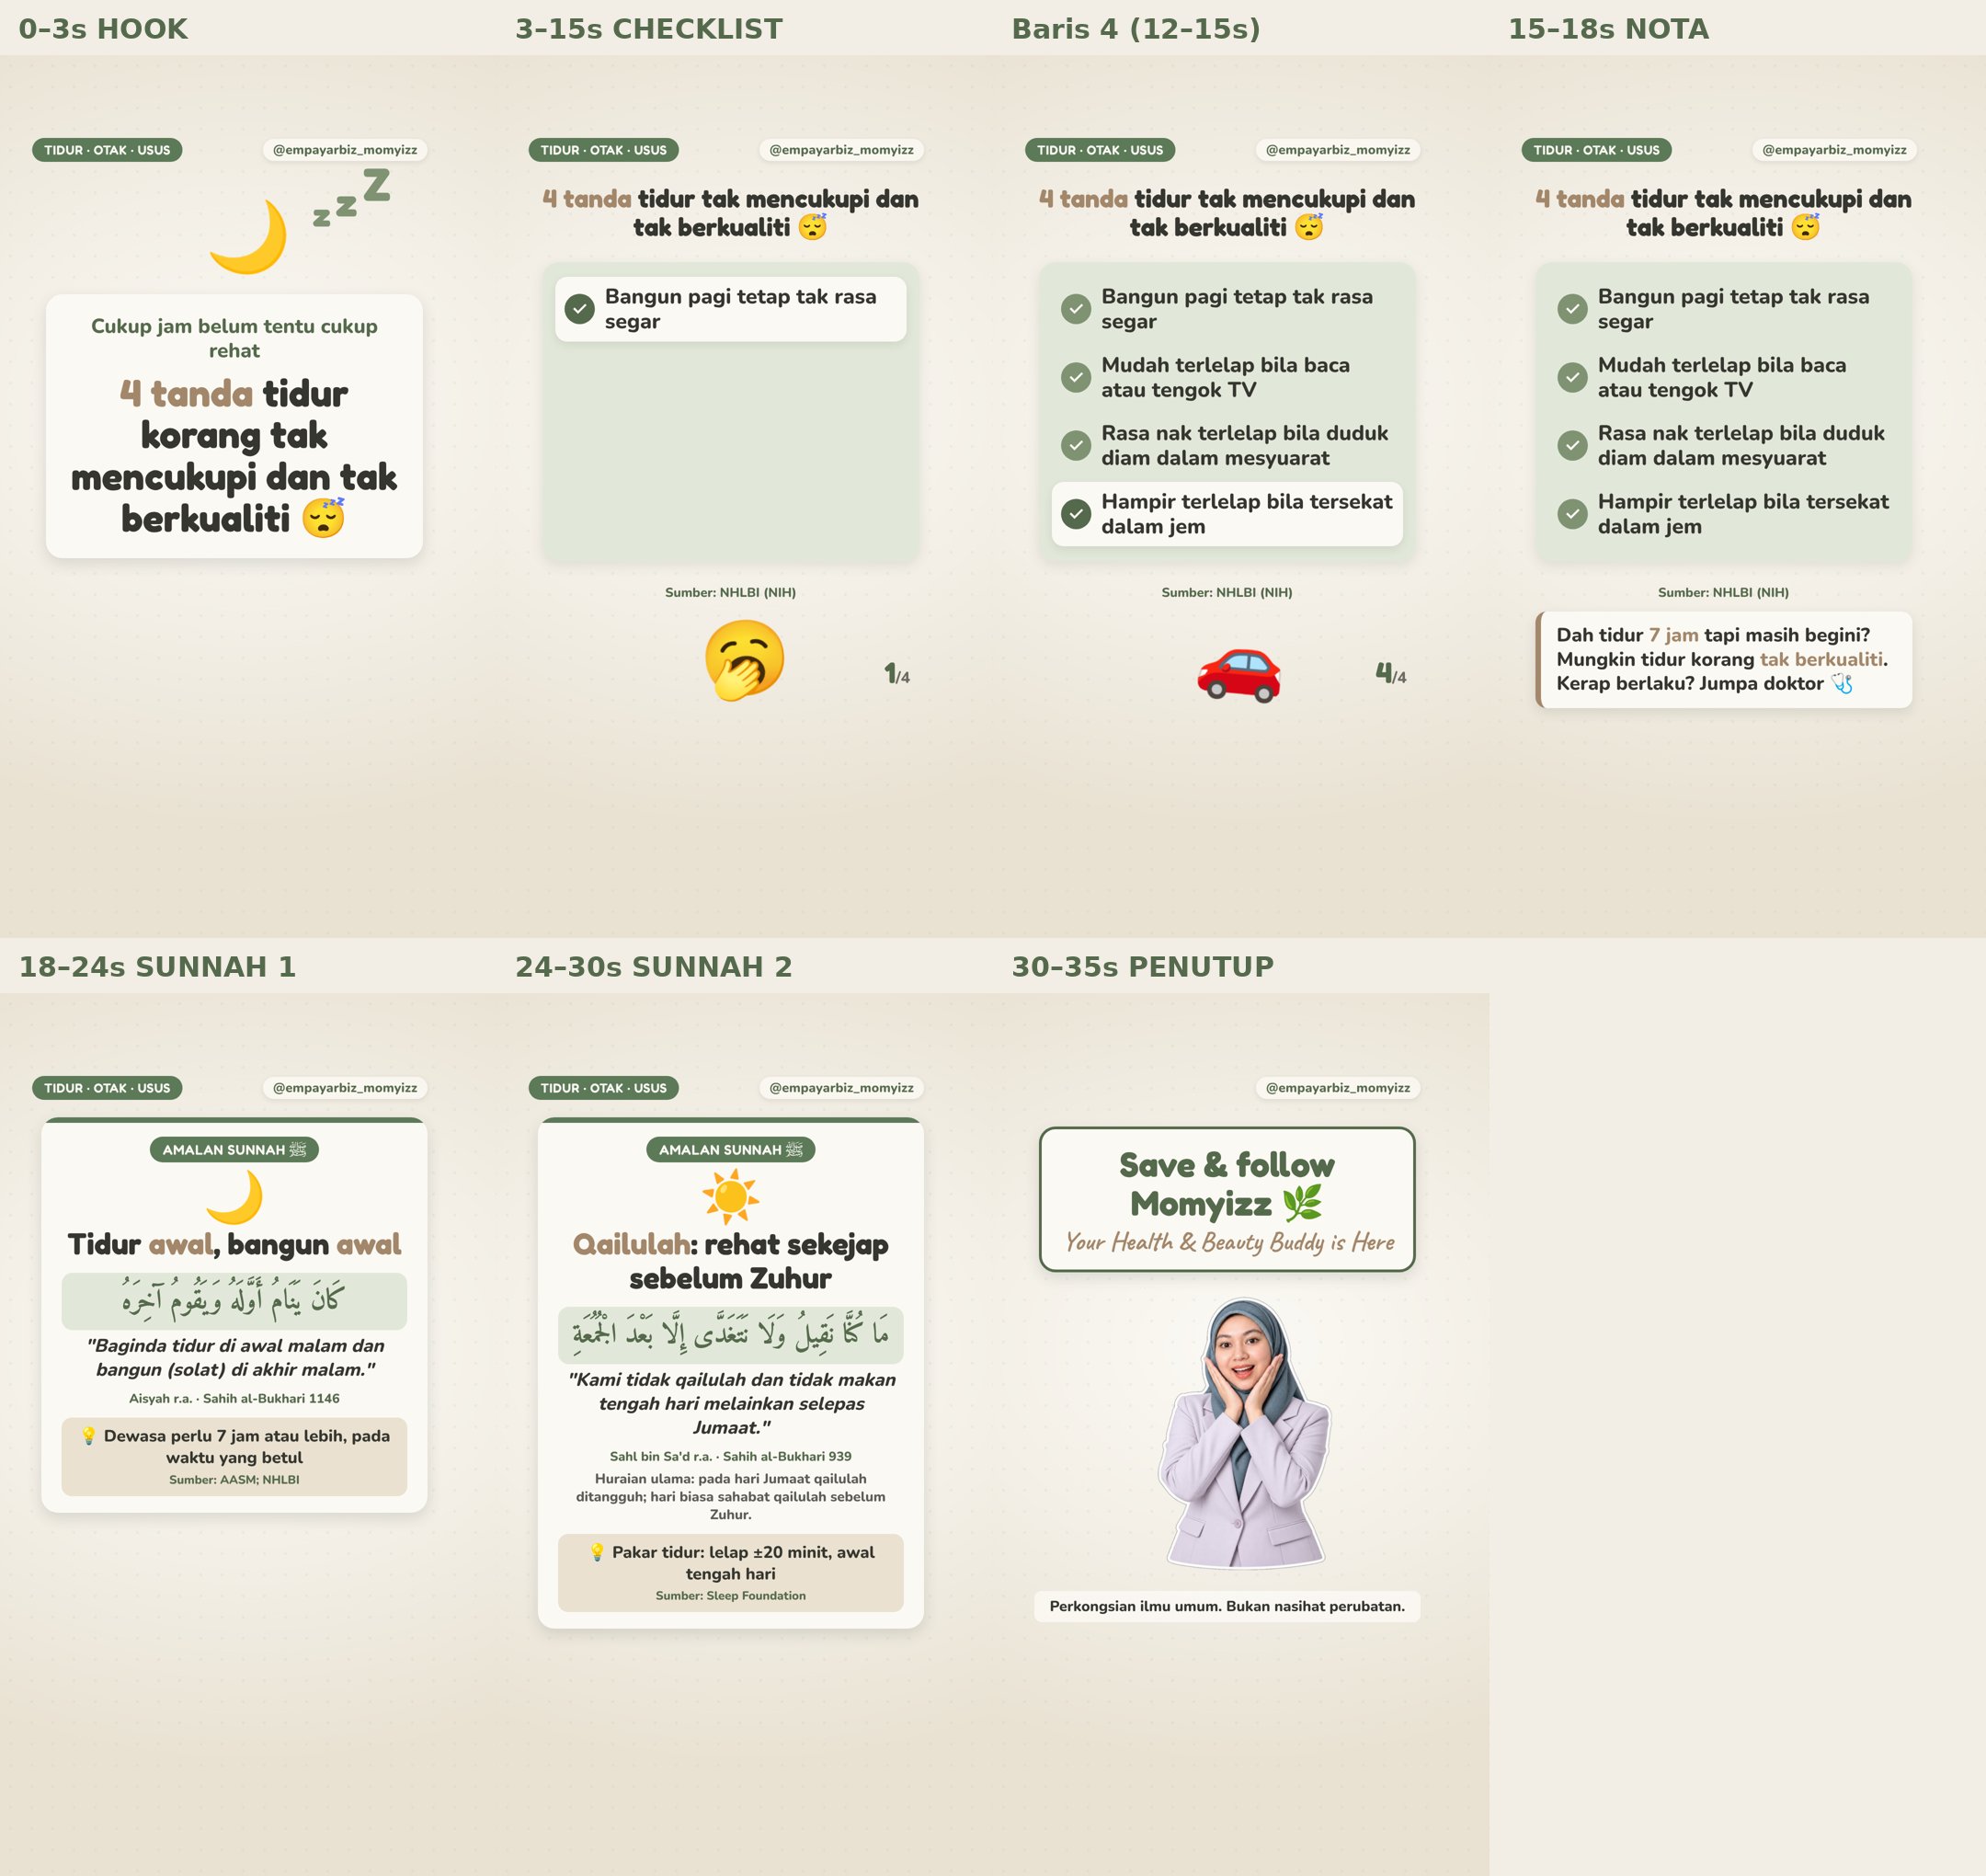 0–3s HOOK
TIDUR · OTAK · USUS
@empayarbiz_momyizz
z z Z
Cukup jam belum tentu cukup
rehat
4 tanda tidur
korang tak
mencukupi dan tak
berkualiti 😴
3–15s CHECKLIST
TIDUR · OTAK · USUS
@empayarbiz_momyizz
4 tanda tidur tak mencukupi dan
tak berkualiti 😴
Bangun pagi tetap tak rasa
segar
Sumber: NHLBI (NIH)
1/4
Baris 4 (12–15s)
TIDUR · OTAK · USUS
@empayarbiz_momyizz
4 tanda tidur tak mencukupi dan
tak berkualiti 😴
Bangun pagi tetap tak rasa
segar
Mudah terlelap bila baca
atau tengok TV
Rasa nak terlelap bila duduk
diam dalam mesyuarat
Hampir terlelap bila tersekat
dalam jem
Sumber: NHLBI (NIH)
4/4
15–18s NOTA
TIDUR · OTAK · USUS
@empayarbiz_momyizz
4 tanda tidur tak mencukupi dan
tak berkualiti 😴
Bangun pagi tetap tak rasa
segar
Mudah terlelap bila baca
atau tengok TV
Rasa nak terlelap bila duduk
diam dalam mesyuarat
Hampir terlelap bila tersekat
dalam jem
Sumber: NHLBI (NIH)
Dah tidur 7 jam tapi masih begini?
Mungkin tidur korang tak berkualiti.
Kerap berlaku? Jumpa doktor 🩺
18–24s SUNNAH 1
TIDUR · OTAK · USUS
@empayarbiz_momyizz
AMALAN SUNNAH ﷺ
Tidur awal, bangun awal
كَانَ يَنَامُ أَوَّلَهُ وَيَقُومُ آخِرَهُ
"Baginda tidur di awal malam dan
bangun (solat) di akhir malam."
Aisyah r.a. · Sahih al-Bukhari 1146
💡 Dewasa perlu 7 jam atau lebih, pada
waktu yang betul
Sumber: AASM; NHLBI
24–30s SUNNAH 2
TIDUR · OTAK · USUS
@empayarbiz_momyizz
AMALAN SUNNAH ﷺ
Qailulah: rehat sekejap
sebelum Zuhur
مَا كُنَّا نَقِيلُ وَلَا نَتَغَدَّى إِلَّا بَعْدَ الْجُمُعَةِ
"Kami tidak qailulah dan tidak makan
tengah hari melainkan selepas
Jumaat."
Sahl bin Sa'd r.a. · Sahih al-Bukhari 939
Huraian ulama: pada hari Jumaat qailulah
ditangguh; hari biasa sahabat qailulah sebelum
Zuhur.
💡 Pakar tidur: lelap ±20 minit, awal
tengah hari
Sumber: Sleep Foundation
30–35s PENUTUP
@empayarbiz_momyizz
Save & follow
Momyizz 🌿
Your Health & Beauty Buddy is Here
Perkongsian ilmu umum. Bukan nasihat perubatan.